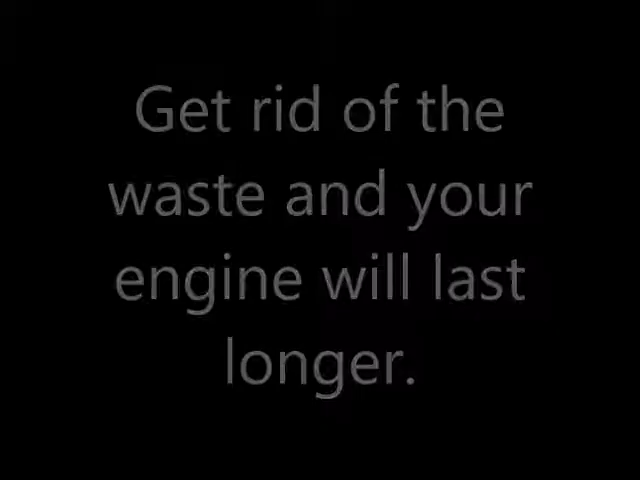 Get rid of the
waste and your
engine will last
longer.